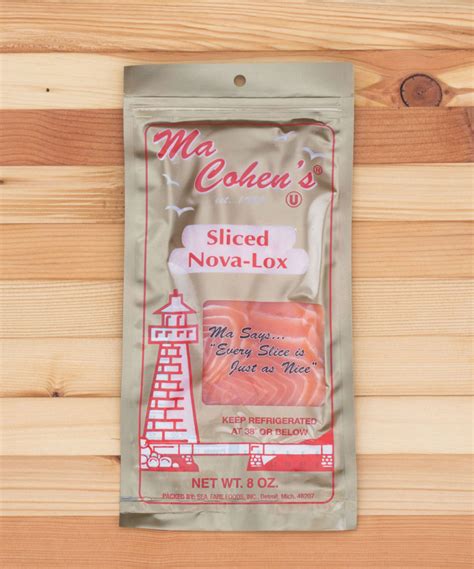 Ma
Cohen's®
est.
U
Sliced
Nova-Lox
Ma Says...
"Every Slice is
Just as Nice"
KEEP REFRIGERATED
AT 38° OR BELOW
NET WT. 8 OZ.
PACKED BY: SEA FARE FOODS, INC. Detroit, Mich. 48207